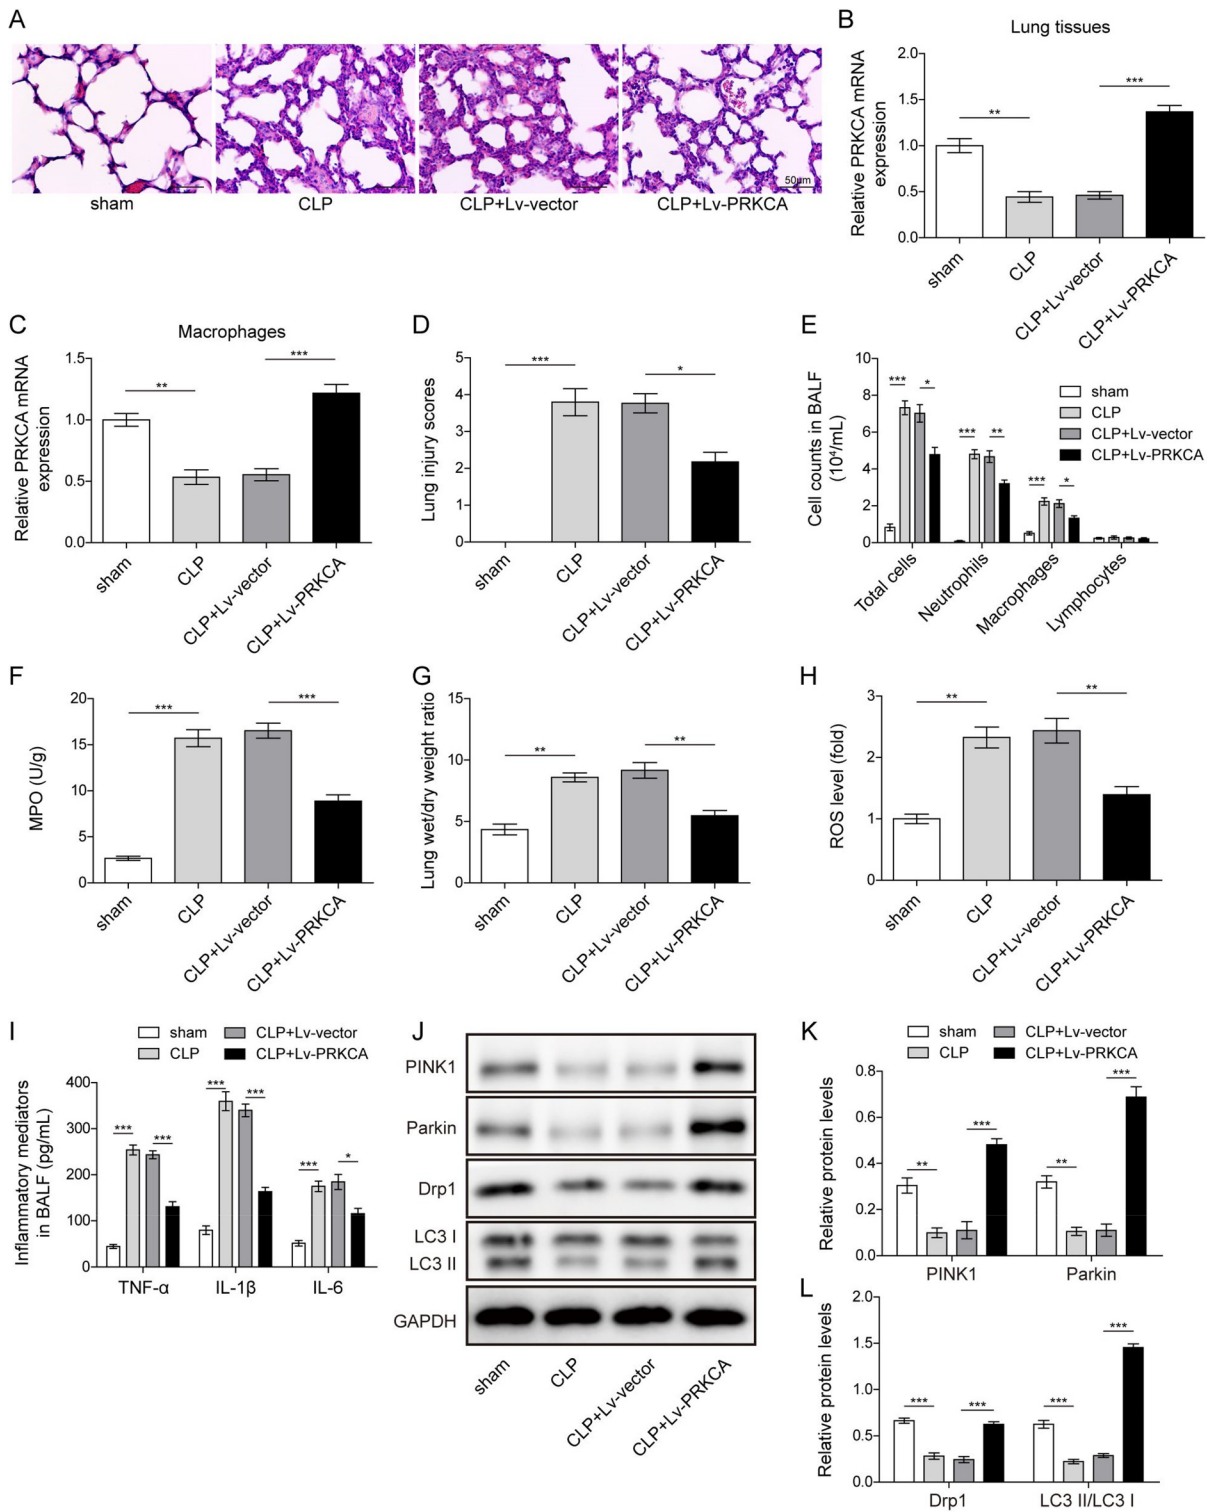 A
sham
CLP
CLP+Lv-vector
CLP+Lv-PRKCA
50μm
B
Lung tissues
Relative PRKCA mRNA
expression
2.0
1.5
1.0
0.5
0.0
**
***
sham
CLP
CLP+Lv-vector
CLP+Lv-PRKCA
C
Macrophages
Relative PRKCA mRNA
expression
1.5
1.0
0.5
0.0
**
***
sham
CLP
CLP+Lv-vector
CLP+Lv-PRKCA
D
Lung injury scores
5
4
3
2
1
0
***
*
sham
CLP
CLP+Lv-vector
CLP+Lv-PRKCA
E
Cell counts in BALF
(10⁴/mL)
10
8
6
4
2
0
*** *
*** **
*** *
sham
CLP
CLP+Lv-vector
CLP+Lv-PRKCA
Total cells
Neutrophils
Macrophages
Lymphocytes
F
MPO (U/g)
20
15
10
5
0
***
***
sham
CLP
CLP+Lv-vector
CLP+Lv-PRKCA
G
Lung wet/dry weight ratio
15
10
5
0
**
**
sham
CLP
CLP+Lv-vector
CLP+Lv-PRKCA
H
ROS level (fold)
3
2
1
0
**
**
sham
CLP
CLP+Lv-vector
CLP+Lv-PRKCA
I
sham
CLP
CLP+Lv-vector
CLP+Lv-PRKCA
Inflammatory mediators
in BALF (pg/mL)
400
300
200
100
0
*** ***
*** ***
*** *
TNF-α
IL-1β
IL-6
J
PINK1
Parkin
Drp1
LC3 I
LC3 II
GAPDH
sham
CLP
CLP+Lv-vector
CLP+Lv-PRKCA
K
sham
CLP
CLP+Lv-vector
CLP+Lv-PRKCA
Relative protein levels
0.8
0.6
0.4
0.2
0.0
** ***
** ***
PINK1
Parkin
L
Relative protein levels
2.0
1.5
1.0
0.5
0.0
*** ***
*** ***
Drp1
LC3 II/LC3 I